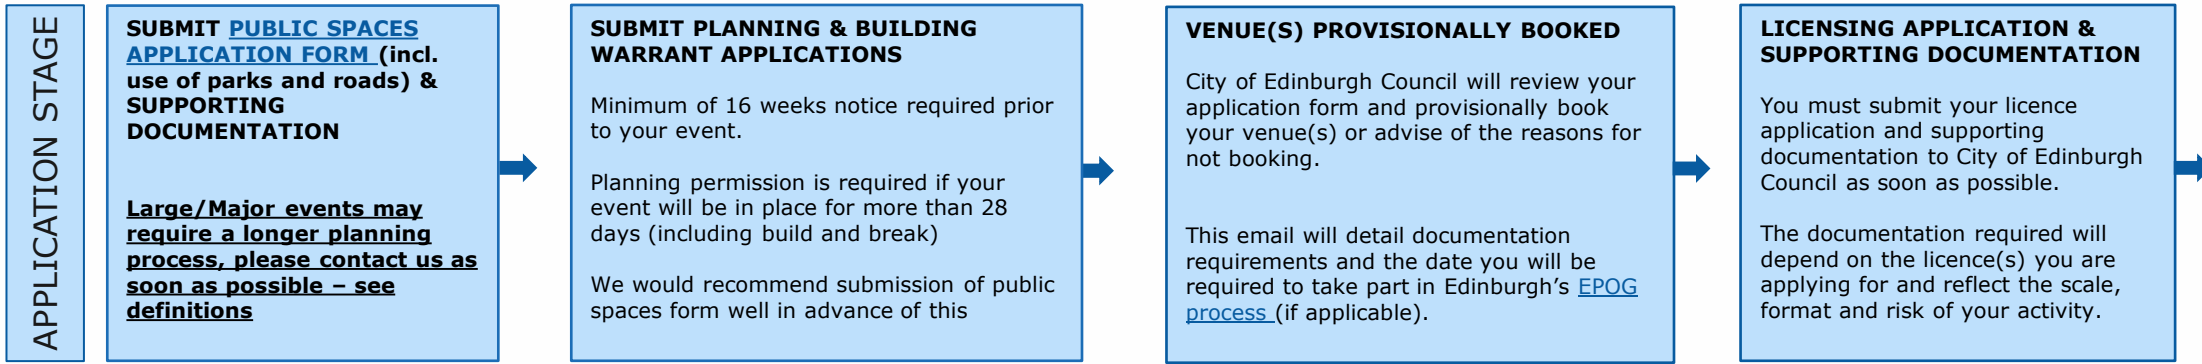 APPLICATION STAGE
SUBMIT PUBLIC SPACES
APPLICATION FORM (incl.
use of parks and roads) &
SUPPORTING
DOCUMENTATION
Large/Major events may
require a longer planning
process, please contact us as
soon as possible – see
definitions
SUBMIT PLANNING & BUILDING
WARRANT APPLICATIONS
Minimum of 16 weeks notice required prior
to your event.
Planning permission is required if your
event will be in place for more than 28
days (including build and break)
We would recommend submission of public
spaces form well in advance of this
VENUE(S) PROVISIONALLY BOOKED
City of Edinburgh Council will review your
application form and provisionally book
your venue(s) or advise of the reasons for
not booking.
This email will detail documentation
requirements and the date you will be
required to take part in Edinburgh’s EPOG
process (if applicable).
LICENSING APPLICATION &
SUPPORTING DOCUMENTATION
You must submit your licence
application and supporting
documentation to City of Edinburgh
Council as soon as possible.
The documentation required will
depend on the licence(s) you are
applying for and reflect the scale,
format and risk of your activity.